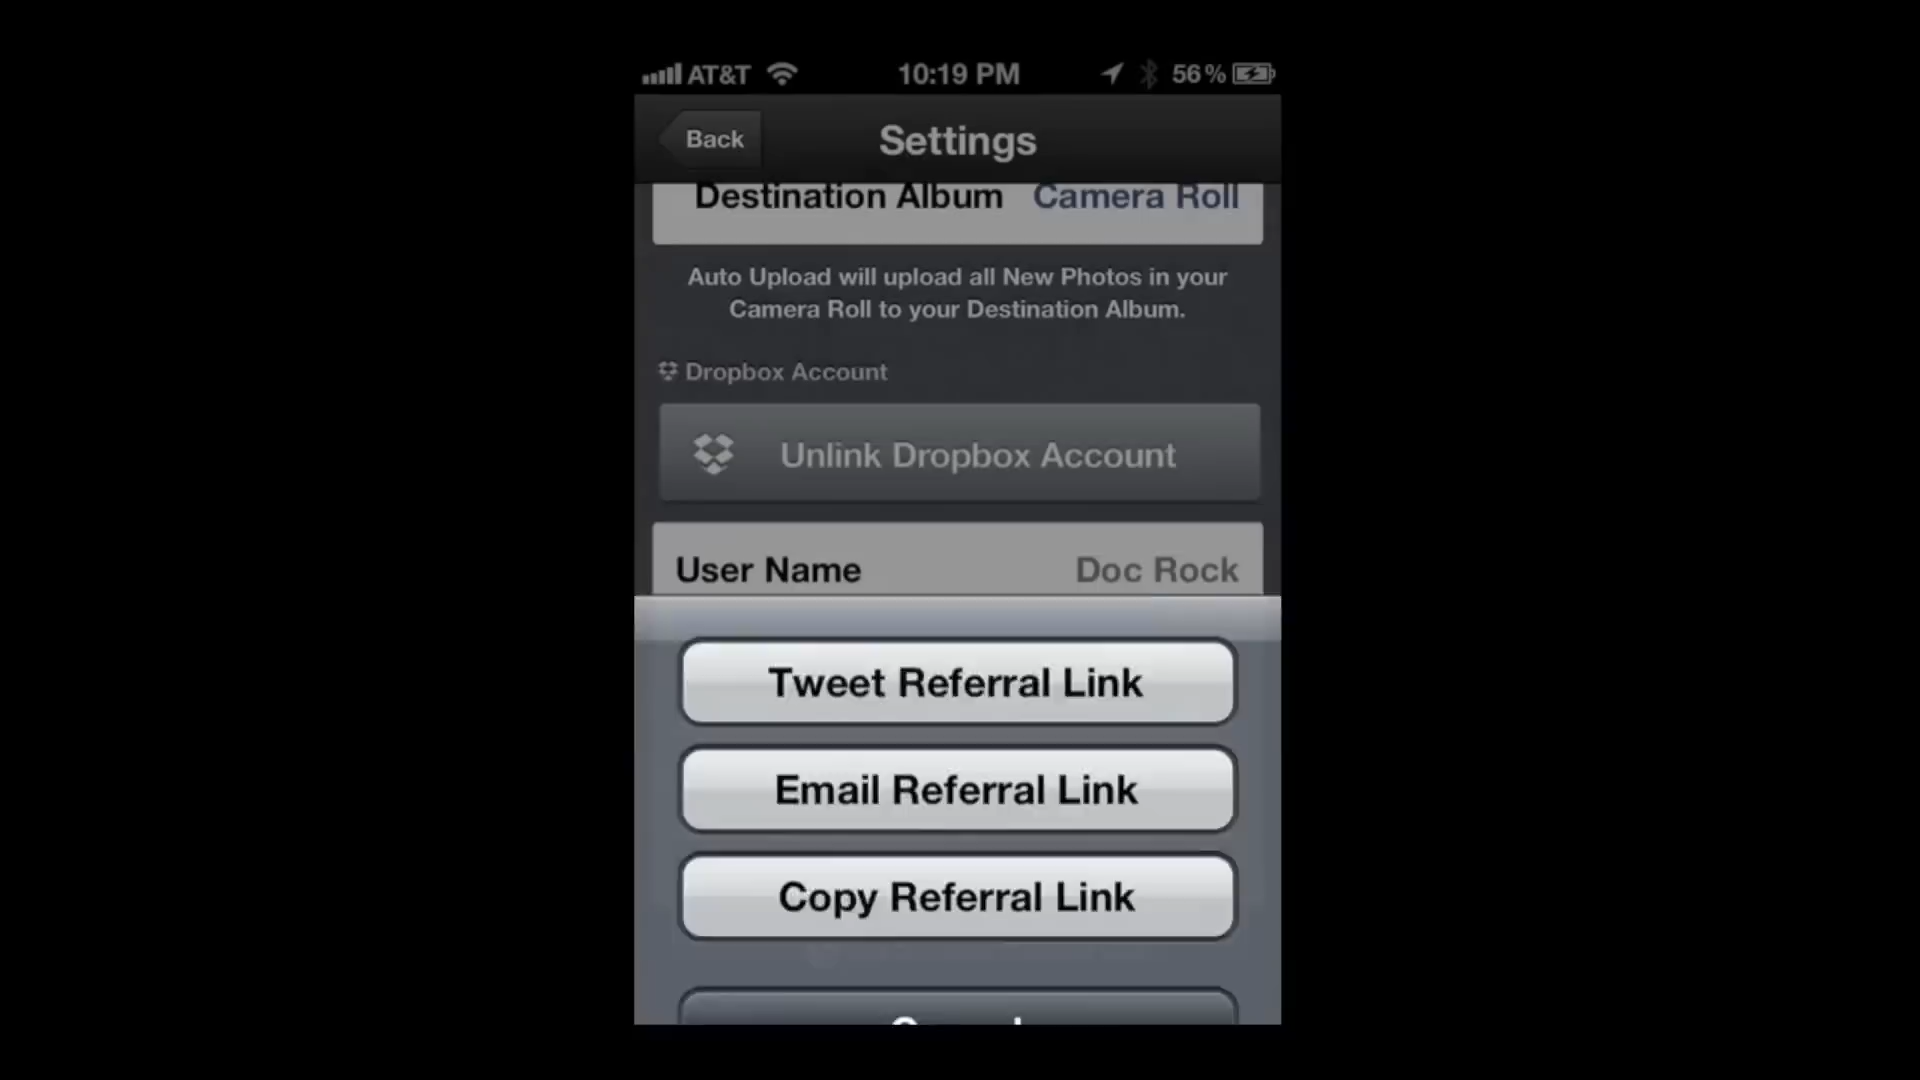 AT&T 10:19 PM 56%
Back Settings
Destination Album Camera Roll
Auto Upload will upload all New Photos in your
Camera Roll to your Destination Album.
Dropbox Account
Unlink Dropbox Account
User Name Doc Rock
Tweet Referral Link
Email Referral Link
Copy Referral Link